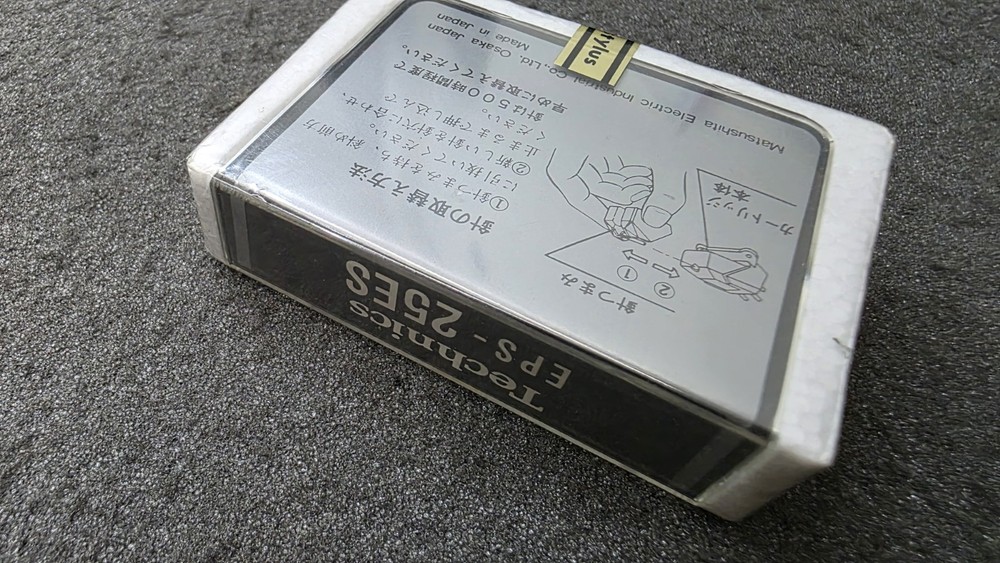 針の取替え方法
①針つまみを持ち、斜め前方
に引抜いてください。
②新しい針を針穴に合わせ、
止まるまで押し込んで
ください。
針は500時間程度で
早めに取替えてください。
針つまみ
① ②
カートリッジ
本体
Matsushita Electric Industrial Co., Ltd. Osaka Japan
Made in Japan
tylus
Technics
EPS-25ES